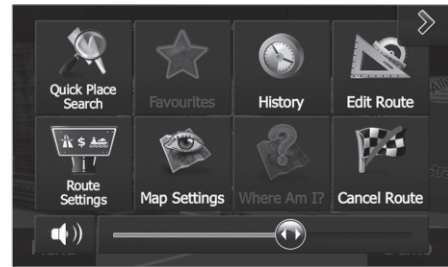 Quick Place
Search
Favourites
History
Edit Route
Route
Settings
Map Settings
Where Am I?
Cancel Route